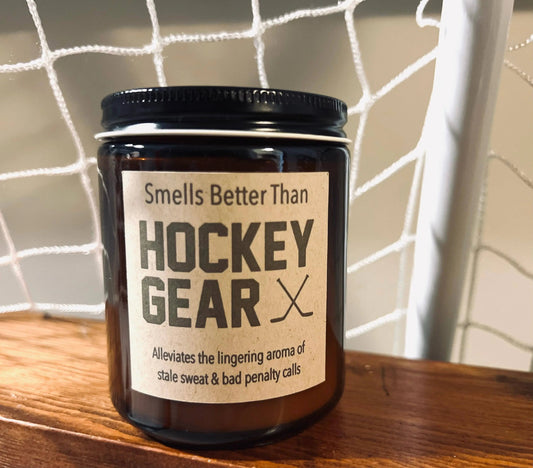 Smells Better Than
HOCKEY
GEAR
Alleviates the lingering aroma of
stale sweat & bad penalty calls